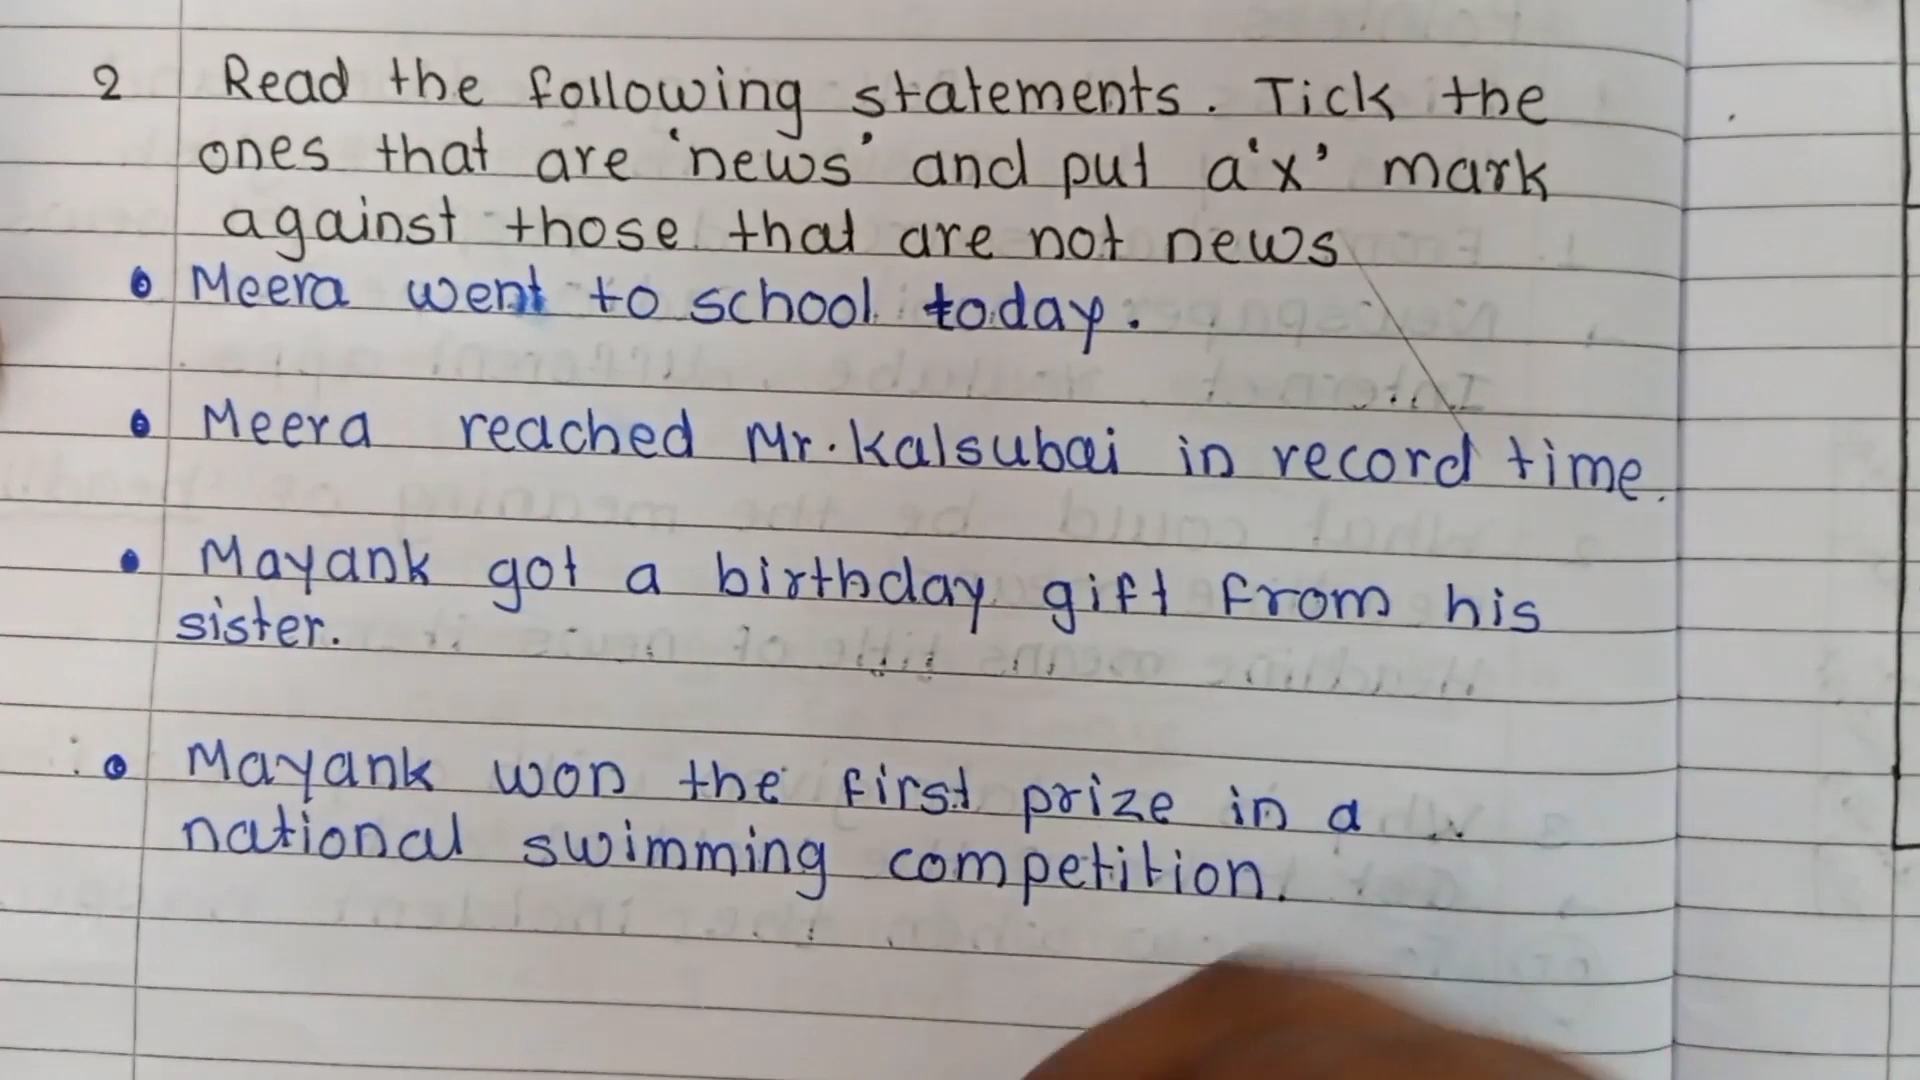 2 Read the following statements. Tick the
ones that are 'news' and put a 'x' mark
against those that are not news
• Meera went to school today.
• Meera reached Mr. Kalsubai in record time.
• Mayank got a birthday gift from his
sister.
• Mayank won the first prize in a
national swimming competition.